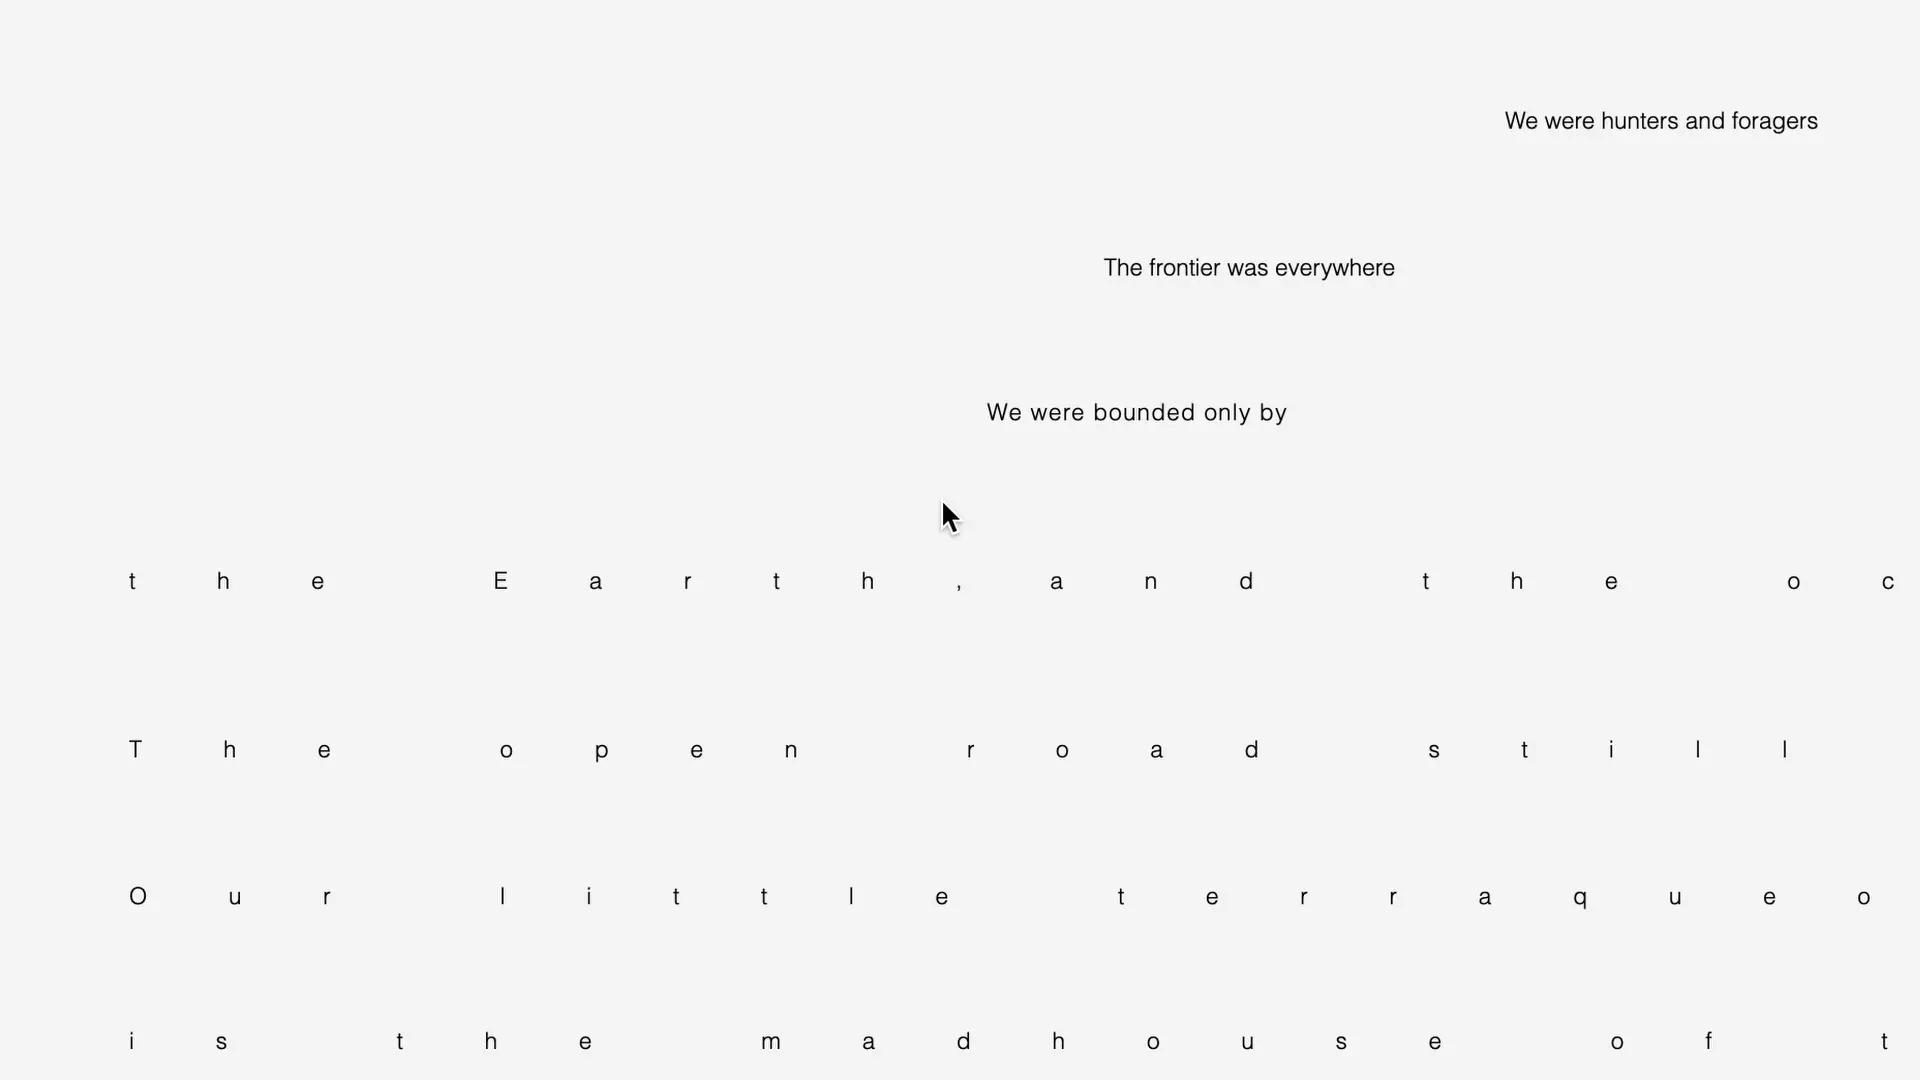 We were hunters and foragers
The frontier was everywhere
We were bounded only by
the Earth, and the oc
The open road still
Our little terraqueo
is the madhouse of t